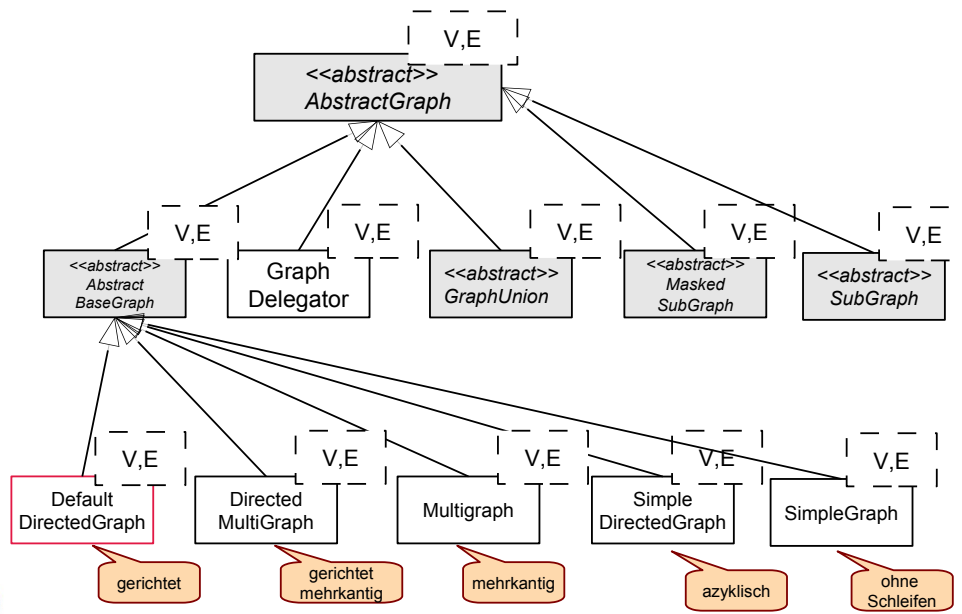 V,E
<<abstract>>
AbstractGraph
V,E
V,E
V,E
V,E
V,E
<<abstract>>
Abstract
BaseGraph
Graph
Delegator
<<abstract>>
GraphUnion
<<abstract>>
Masked
SubGraph
<<abstract>>
SubGraph
V,E
V,E
V,E
V,E
V,E
Default
DirectedGraph
Directed
MultiGraph
Multigraph
Simple
DirectedGraph
SimpleGraph
gerichtet
gerichtet
mehrkantig
mehrkantig
azyklisch
ohne
Schleifen